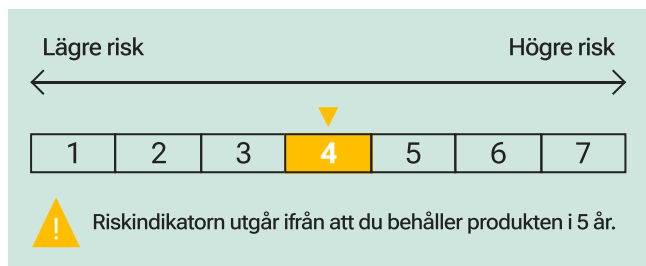 Lägre risk Högre risk
1 2 3 4 5 6 7
! Riskindikatorn utgår ifrån att du behåller produkten i 5 år.